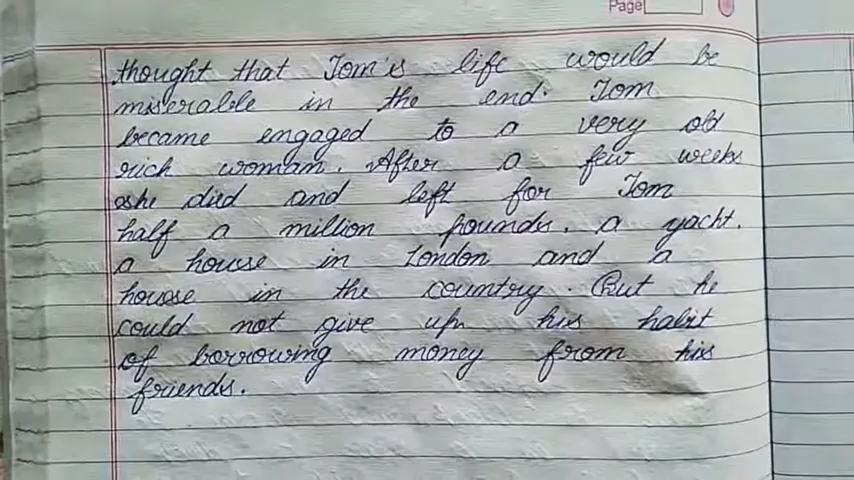 Page
thought that Tom's life would be
miserable in the end. Tom
became engaged to a very old
rich woman. After a few weeks
she died and left for Tom
half a million pounds. a yacht.
a house in London and a
house in the country. But he
could not give up his habit
of borrowing money from his
friends.